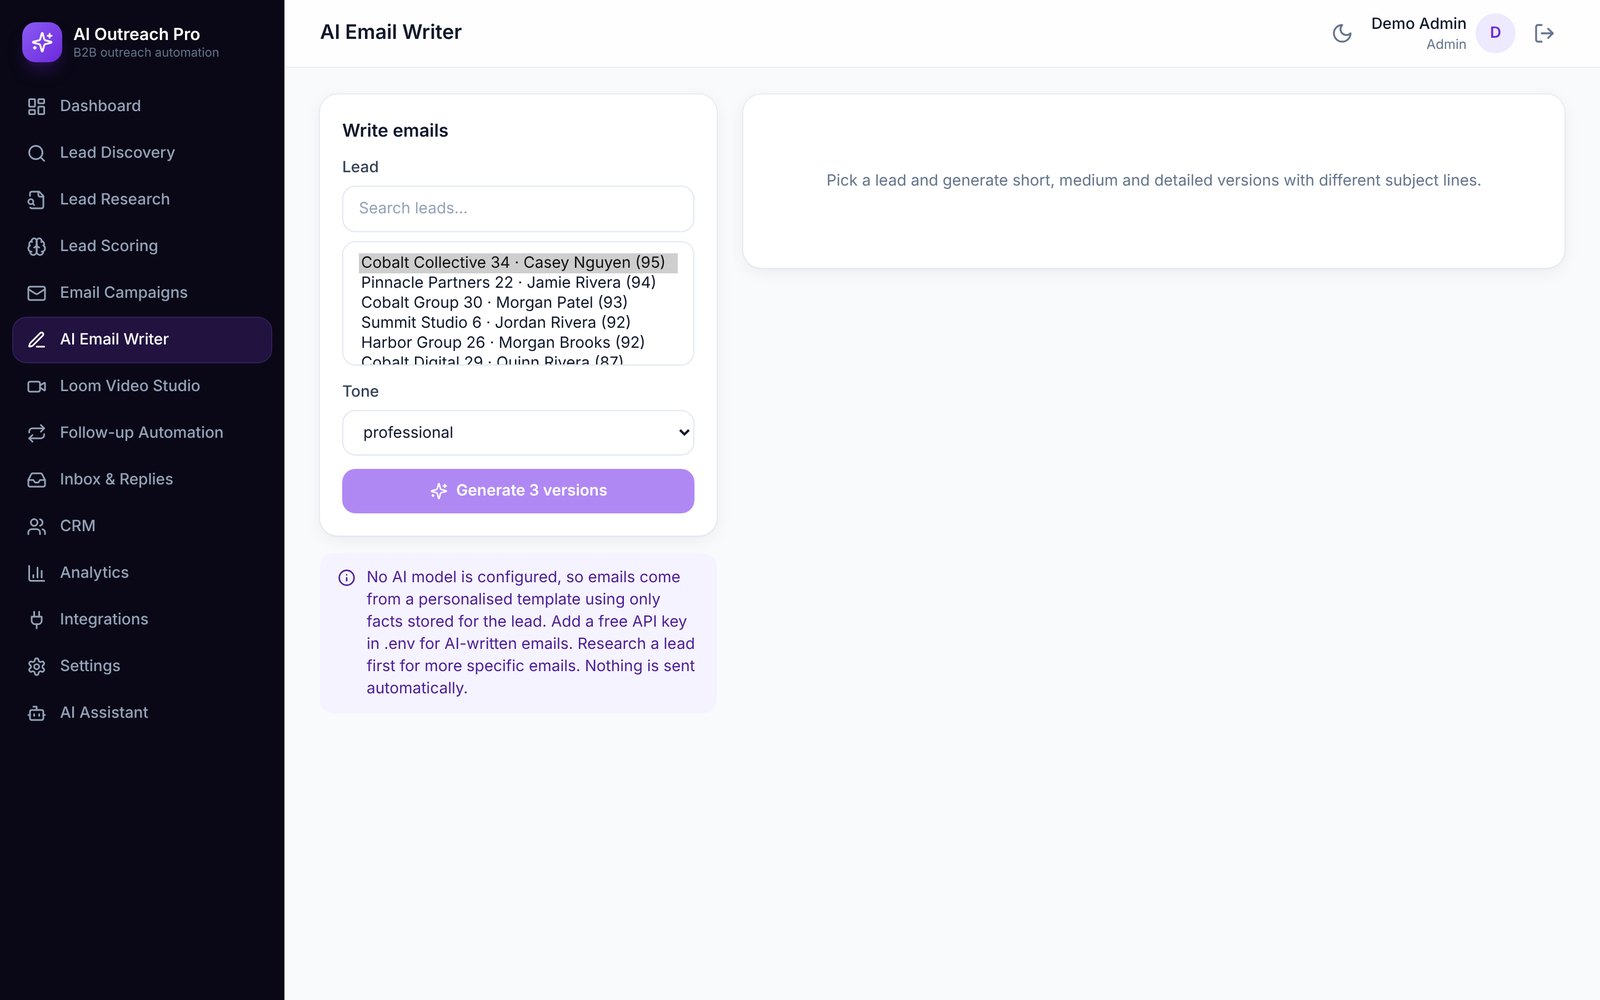 AI Outreach Pro
B2B outreach automation
Dashboard
Lead Discovery
Lead Research
Lead Scoring
Email Campaigns
AI Email Writer
Loom Video Studio
Follow-up Automation
Inbox & Replies
CRM
Analytics
Integrations
Settings
AI Assistant
AI Email Writer
Demo Admin
Admin
D
Write emails
Lead
Search leads...
Cobalt Collective 34 · Casey Nguyen (95)
Pinnacle Partners 22 · Jamie Rivera (94)
Cobalt Group 30 · Morgan Patel (93)
Summit Studio 6 · Jordan Rivera (92)
Harbor Group 26 · Morgan Brooks (92)
Cobalt Digital 29 · Quinn Rivera (87)
Tone
professional
Generate 3 versions
No AI model is configured, so emails come
from a personalised template using only
facts stored for the lead. Add a free API key
in .env for AI-written emails. Research a lead
first for more specific emails. Nothing is sent
automatically.
Pick a lead and generate short, medium and detailed versions with different subject lines.